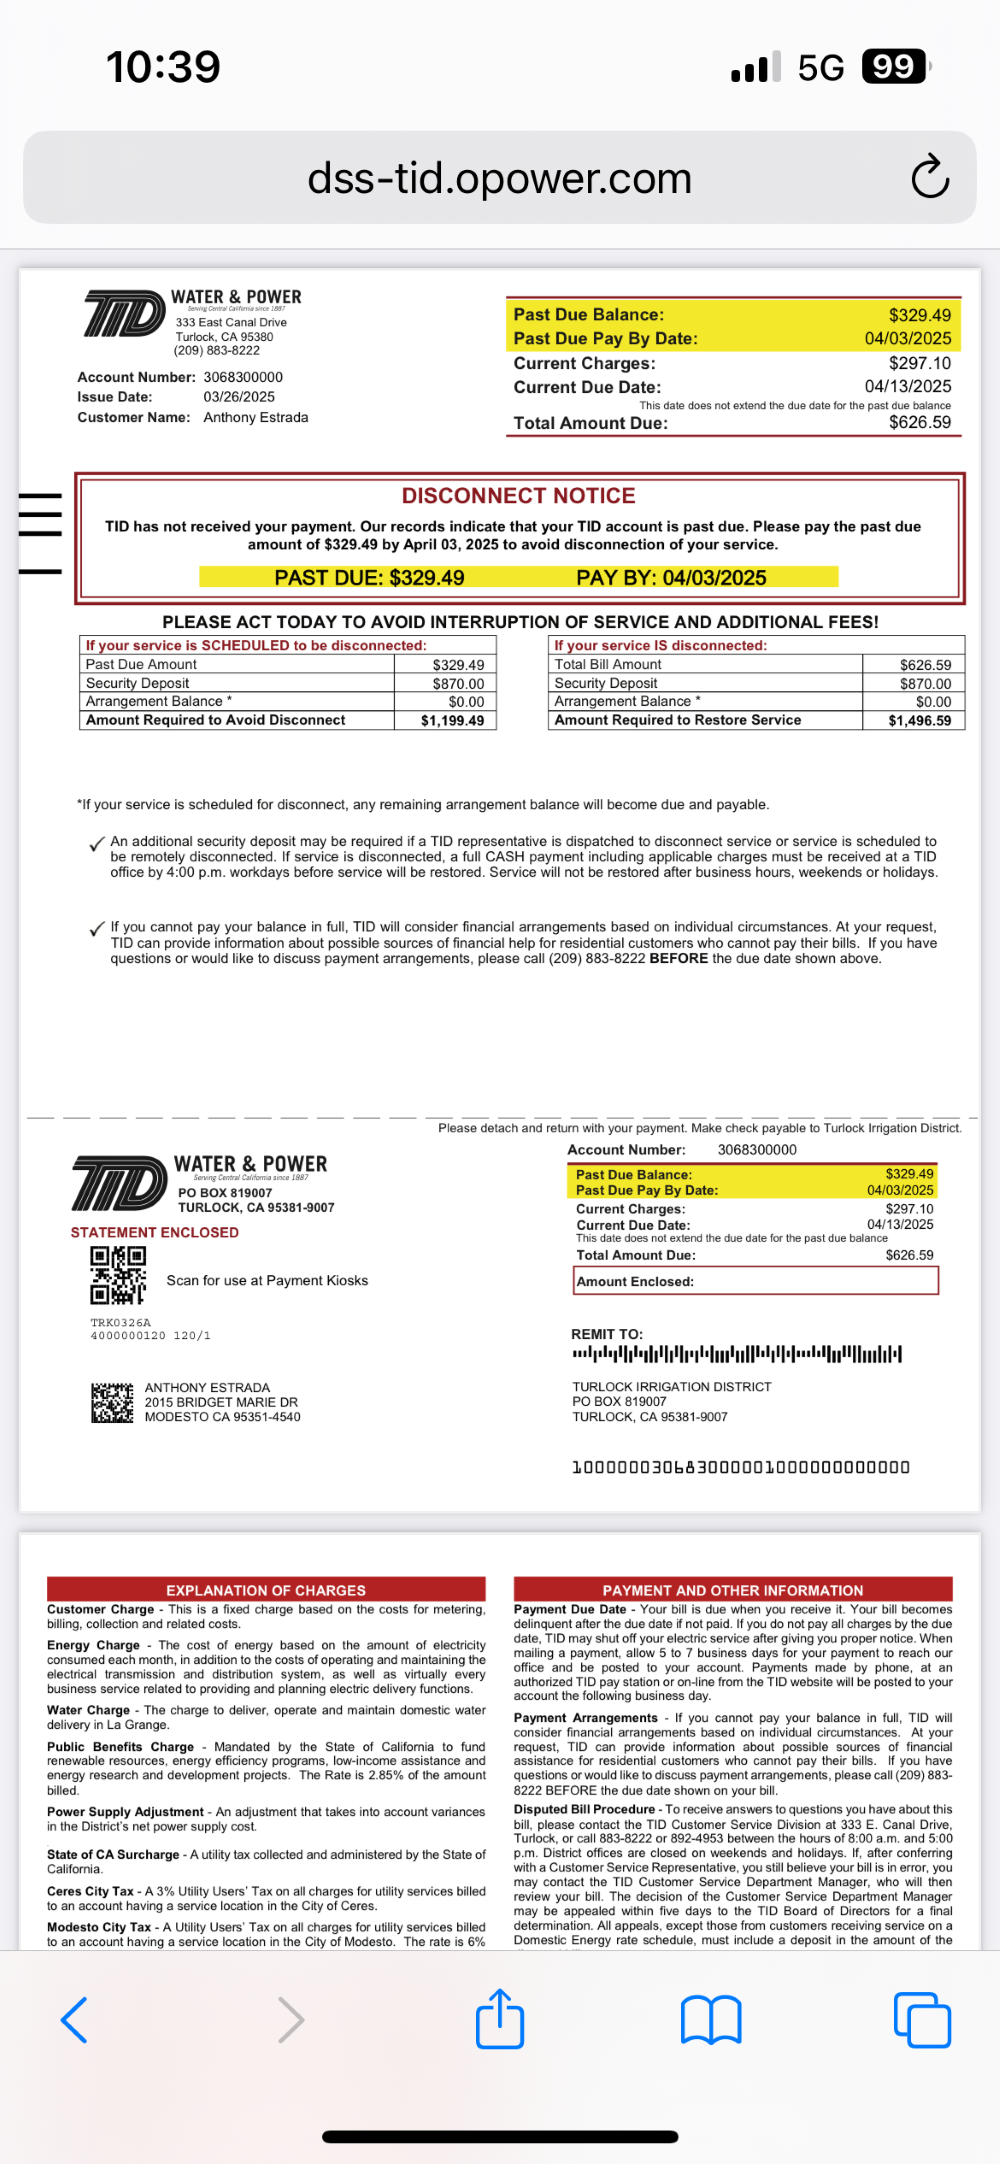 10:39
5G 99
dss-tid.opower.com
TID WATER & POWER
Serving Central California since 1887
333 East Canal Drive
Turlock, CA 95380
(209) 883-8222
Account Number: 3068300000
Issue Date: 03/26/2025
Customer Name: Anthony Estrada
Past Due Balance: $329.49
Past Due Pay By Date: 04/03/2025
Current Charges: $297.10
Current Due Date: 04/13/2025
This date does not extend the due date for the past due balance
Total Amount Due: $626.59
DISCONNECT NOTICE
TID has not received your payment. Our records indicate that your TID account is past due. Please pay the past due
amount of $329.49 by April 03, 2025 to avoid disconnection of your service.
PAST DUE: $329.49 PAY BY: 04/03/2025
PLEASE ACT TODAY TO AVOID INTERRUPTION OF SERVICE AND ADDITIONAL FEES!
If your service is SCHEDULED to be disconnected:
Past Due Amount $329.49
Security Deposit $870.00
Arrangement Balance * $0.00
Amount Required to Avoid Disconnect $1,199.49
If your service IS disconnected:
Total Bill Amount $626.59
Security Deposit $870.00
Arrangement Balance * $0.00
Amount Required to Restore Service $1,496.59
*If your service is scheduled for disconnect, any remaining arrangement balance will become due and payable.
✓ An additional security deposit may be required if a TID representative is dispatched to disconnect service or service is scheduled to
be remotely disconnected. If service is disconnected, a full CASH payment including applicable charges must be received at a TID
office by 4:00 p.m. workdays before service will be restored. Service will not be restored after business hours, weekends or holidays.
✓ If you cannot pay your balance in full, TID will consider financial arrangements based on individual circumstances. At your request,
TID can provide information about possible sources of financial help for residential customers who cannot pay their bills. If you have
questions or would like to discuss payment arrangements, please call (209) 883-8222 BEFORE the due date shown above.
Please detach and return with your payment. Make check payable to Turlock Irrigation District.
TID WATER & POWER
Serving Central California since 1887
PO BOX 819007
TURLOCK, CA 95381-9007
STATEMENT ENCLOSED
Scan for use at Payment Kiosks
TRK0326A
4000000120 120/1
ANTHONY ESTRADA
2015 BRIDGET MARIE DR
MODESTO CA 95351-4540
Account Number: 3068300000
Past Due Balance: $329.49
Past Due Pay By Date: 04/03/2025
Current Charges: $297.10
Current Due Date: 04/13/2025
This date does not extend the due date for the past due balance
Total Amount Due: $626.59
Amount Enclosed:
REMIT TO:
TURLOCK IRRIGATION DISTRICT
PO BOX 819007
TURLOCK, CA 95381-9007
100000030683000001000000000000
EXPLANATION OF CHARGES
Customer Charge - This is a fixed charge based on the costs for metering,
billing, collection and related costs.
Energy Charge - The cost of energy based on the amount of electricity
consumed each month, in addition to the costs of operating and maintaining the
electrical transmission and distribution system, as well as virtually every
business service related to providing and planning electric delivery functions.
Water Charge - The charge to deliver, operate and maintain domestic water
delivery in La Grange.
Public Benefits Charge - Mandated by the State of California to fund
renewable resources, energy efficiency programs, low-income assistance and
energy research and development projects. The Rate is 2.85% of the amount
billed.
Power Supply Adjustment - An adjustment that takes into account variances
in the District's net power supply cost.
State of CA Surcharge - A utility tax collected and administered by the State of
California.
Ceres City Tax - A 3% Utility Users' Tax on all charges for utility services billed
to an account having a service location in the City of Ceres.
Modesto City Tax - A Utility Users' Tax on all charges for utility services billed
to an account having a service location in the City of Modesto. The rate is 6%
PAYMENT AND OTHER INFORMATION
Payment Due Date - Your bill is due when you receive it. Your bill becomes
delinquent after the due date if not paid. If you do not pay all charges by the due
date, TID may shut off your electric service after giving you proper notice. When
mailing a payment, allow 5 to 7 business days for your payment to reach our
office and be posted to your account. Payments made by phone, at an
authorized TID pay station or on-line from the TID website will be posted to your
account the following business day.
Payment Arrangements - If you cannot pay your balance in full, TID will
consider financial arrangements based on individual circumstances. At your
request, TID can provide information about possible sources of financial
assistance for residential customers who cannot pay their bills. If you have
questions or would like to discuss payment arrangements, please call (209) 883-
8222 BEFORE the due date shown on your bill.
Disputed Bill Procedure - To receive answers to questions you have about this
bill, please contact the TID Customer Service Division at 333 E. Canal Drive,
Turlock, or call 883-8222 or 892-4953 between the hours of 8:00 a.m. and 5:00
p.m. District offices are closed on weekends and holidays. If, after conferring
with a Customer Service Representative, you still believe your bill is in error, you
may contact the TID Customer Service Department Manager, who will then
review your bill. The decision of the Customer Service Department Manager
may be appealed within five days to the TID Board of Directors for a final
determination. All appeals, except those from customers receiving service on a
Domestic Energy rate schedule, must include a deposit in the amount of the